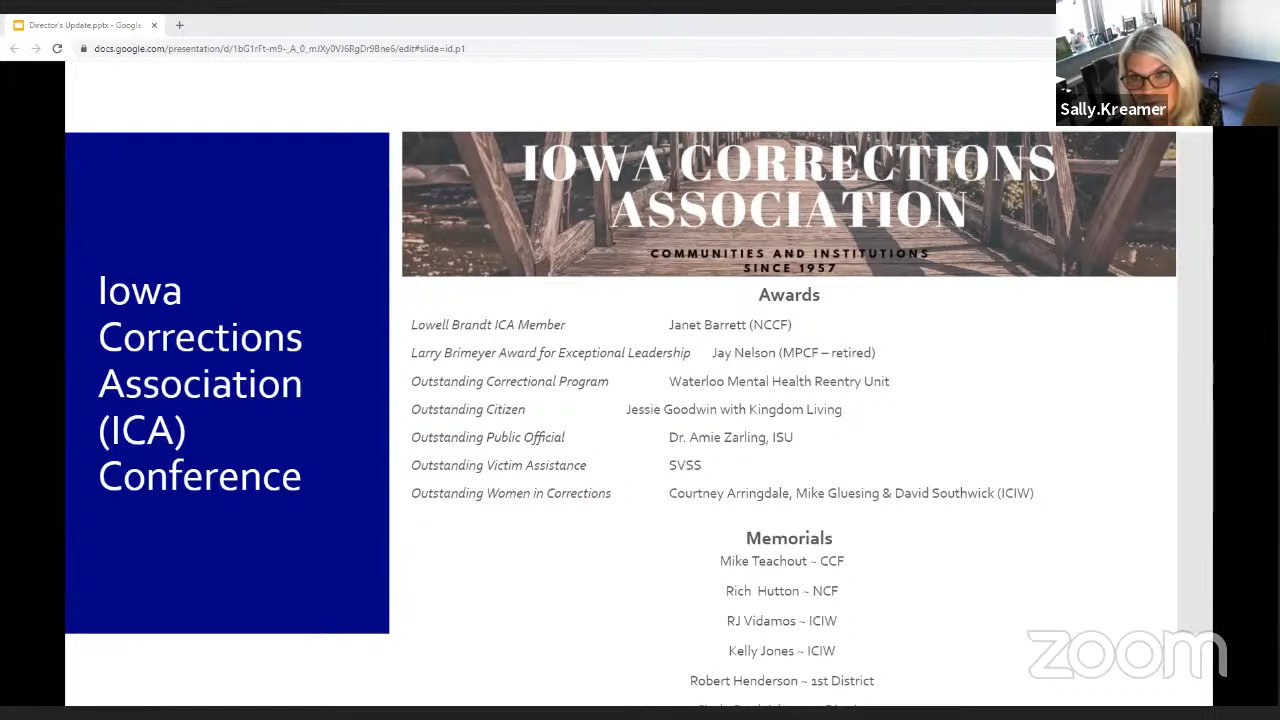 Director's Update.pptx - Google
docs.google.com/presentation/d/1bG1rFt-m9-_A_0_mJXy0VJ6RgDr9Bne6/edit#slide=id.p1
Sally.Kreamer
IOWA CORRECTIONS
ASSOCIATION
COMMUNITIES AND INSTITUTIONS
SINCE 1957
Iowa
Corrections
Association
(ICA)
Conference
Awards
Lowell Brandt ICA Member Janet Barrett (NCCF)
Larry Brimeyer Award for Exceptional Leadership Jay Nelson (MPCF – retired)
Outstanding Correctional Program Waterloo Mental Health Reentry Unit
Outstanding Citizen Jessie Goodwin with Kingdom Living
Outstanding Public Official Dr. Amie Zarling, ISU
Outstanding Victim Assistance SVSS
Outstanding Women in Corrections Courtney Arringdale, Mike Gluesing & David Southwick (ICIW)
Memorials
Mike Teachout ~ CCF
Rich Hutton ~ NCF
RJ Vidamos ~ ICIW
Kelly Jones ~ ICIW
Robert Henderson ~ 1st District
zoom